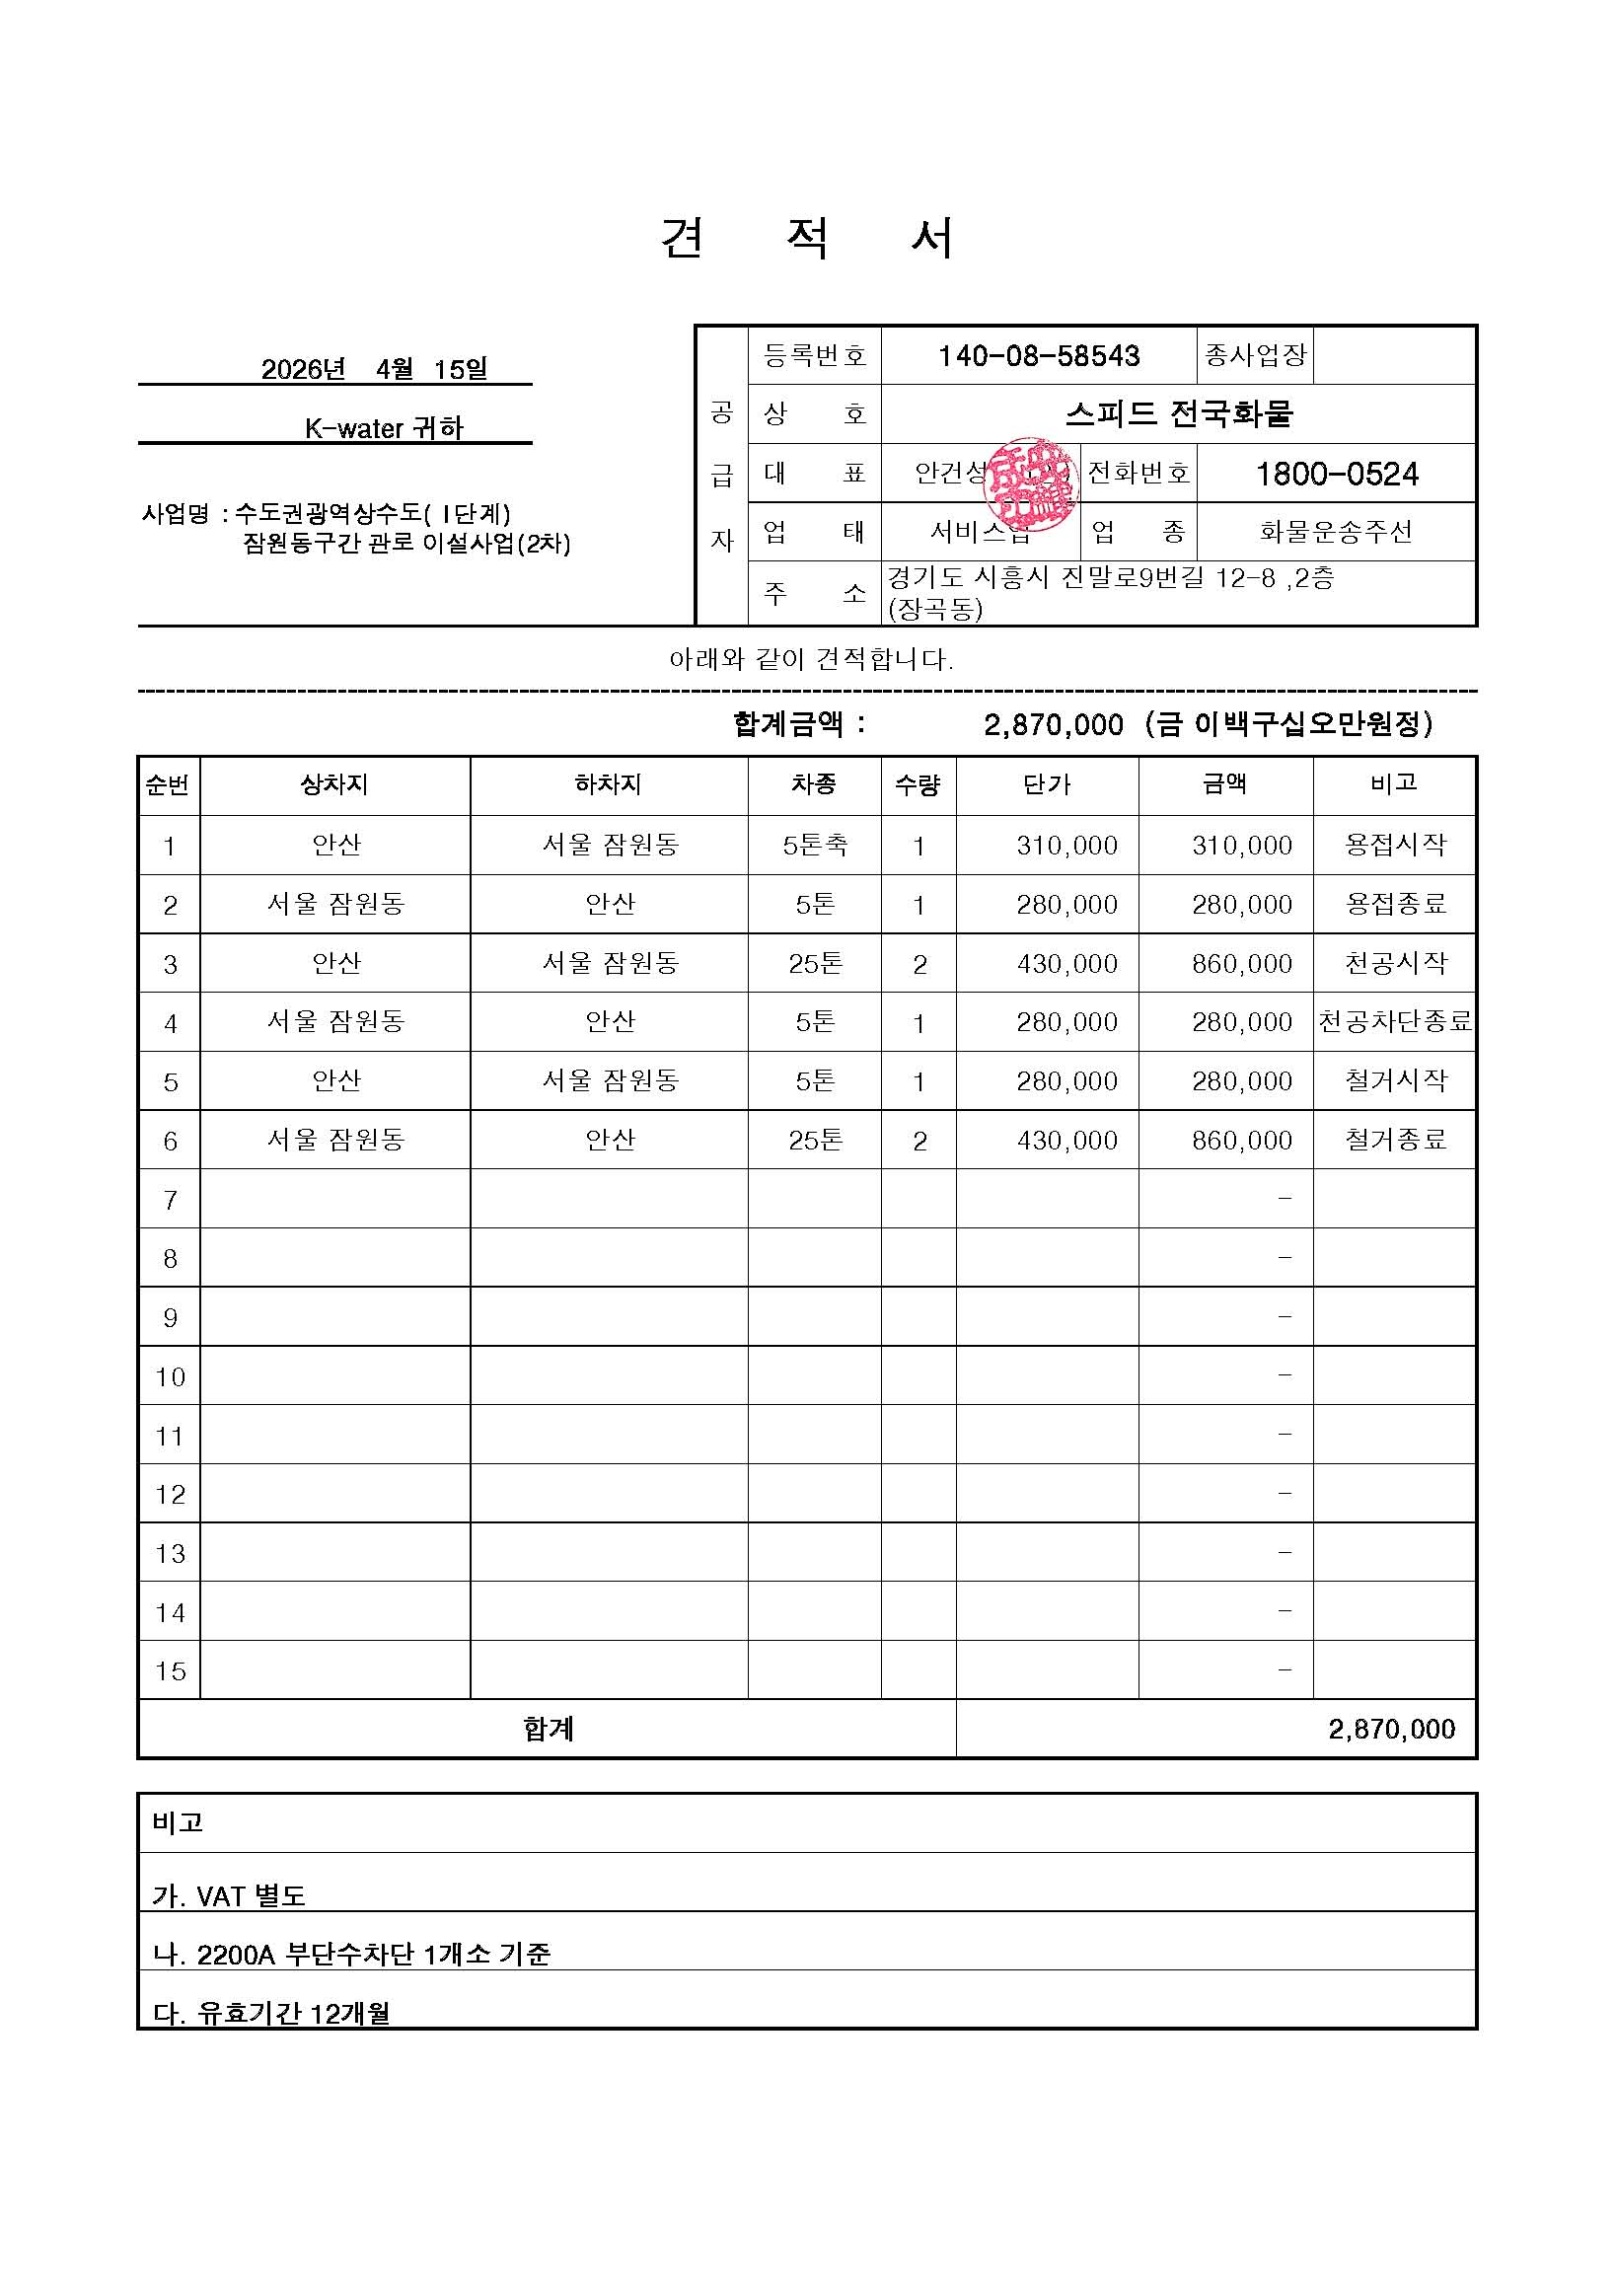 견 적 서
2026년 4월 15일
K-water 귀하
사업명 : 수도권광역상수도(Ⅰ단계)
잠원동구간 관로 이설사업(2차)
공급자
등록번호 140-08-58543 종사업장
상 호 스피드 전국화물
대 표 안건성 전화번호 1800-0524
업 태 서비스업 업 종 화물운송주선
주 소 경기도 시흥시 진말로9번길 12-8 ,2층
(장곡동)
아래와 같이 견적합니다.
합계금액 : 2,870,000 (금 이백구십오만원정)
순번 상차지 하차지 차종 수량 단가 금액 비고
1 안산 서울 잠원동 5톤축 1 310,000 310,000 용접시작
2 서울 잠원동 안산 5톤 1 280,000 280,000 용접종료
3 안산 서울 잠원동 25톤 2 430,000 860,000 천공시작
4 서울 잠원동 안산 5톤 1 280,000 280,000 천공차단종료
5 안산 서울 잠원동 5톤 1 280,000 280,000 철거시작
6 서울 잠원동 안산 25톤 2 430,000 860,000 철거종료
7 -
8 -
9 -
10 -
11 -
12 -
13 -
14 -
15 -
합계 2,870,000
비고
가. VAT 별도
나. 2200A 부단수차단 1개소 기준
다. 유효기간 12개월